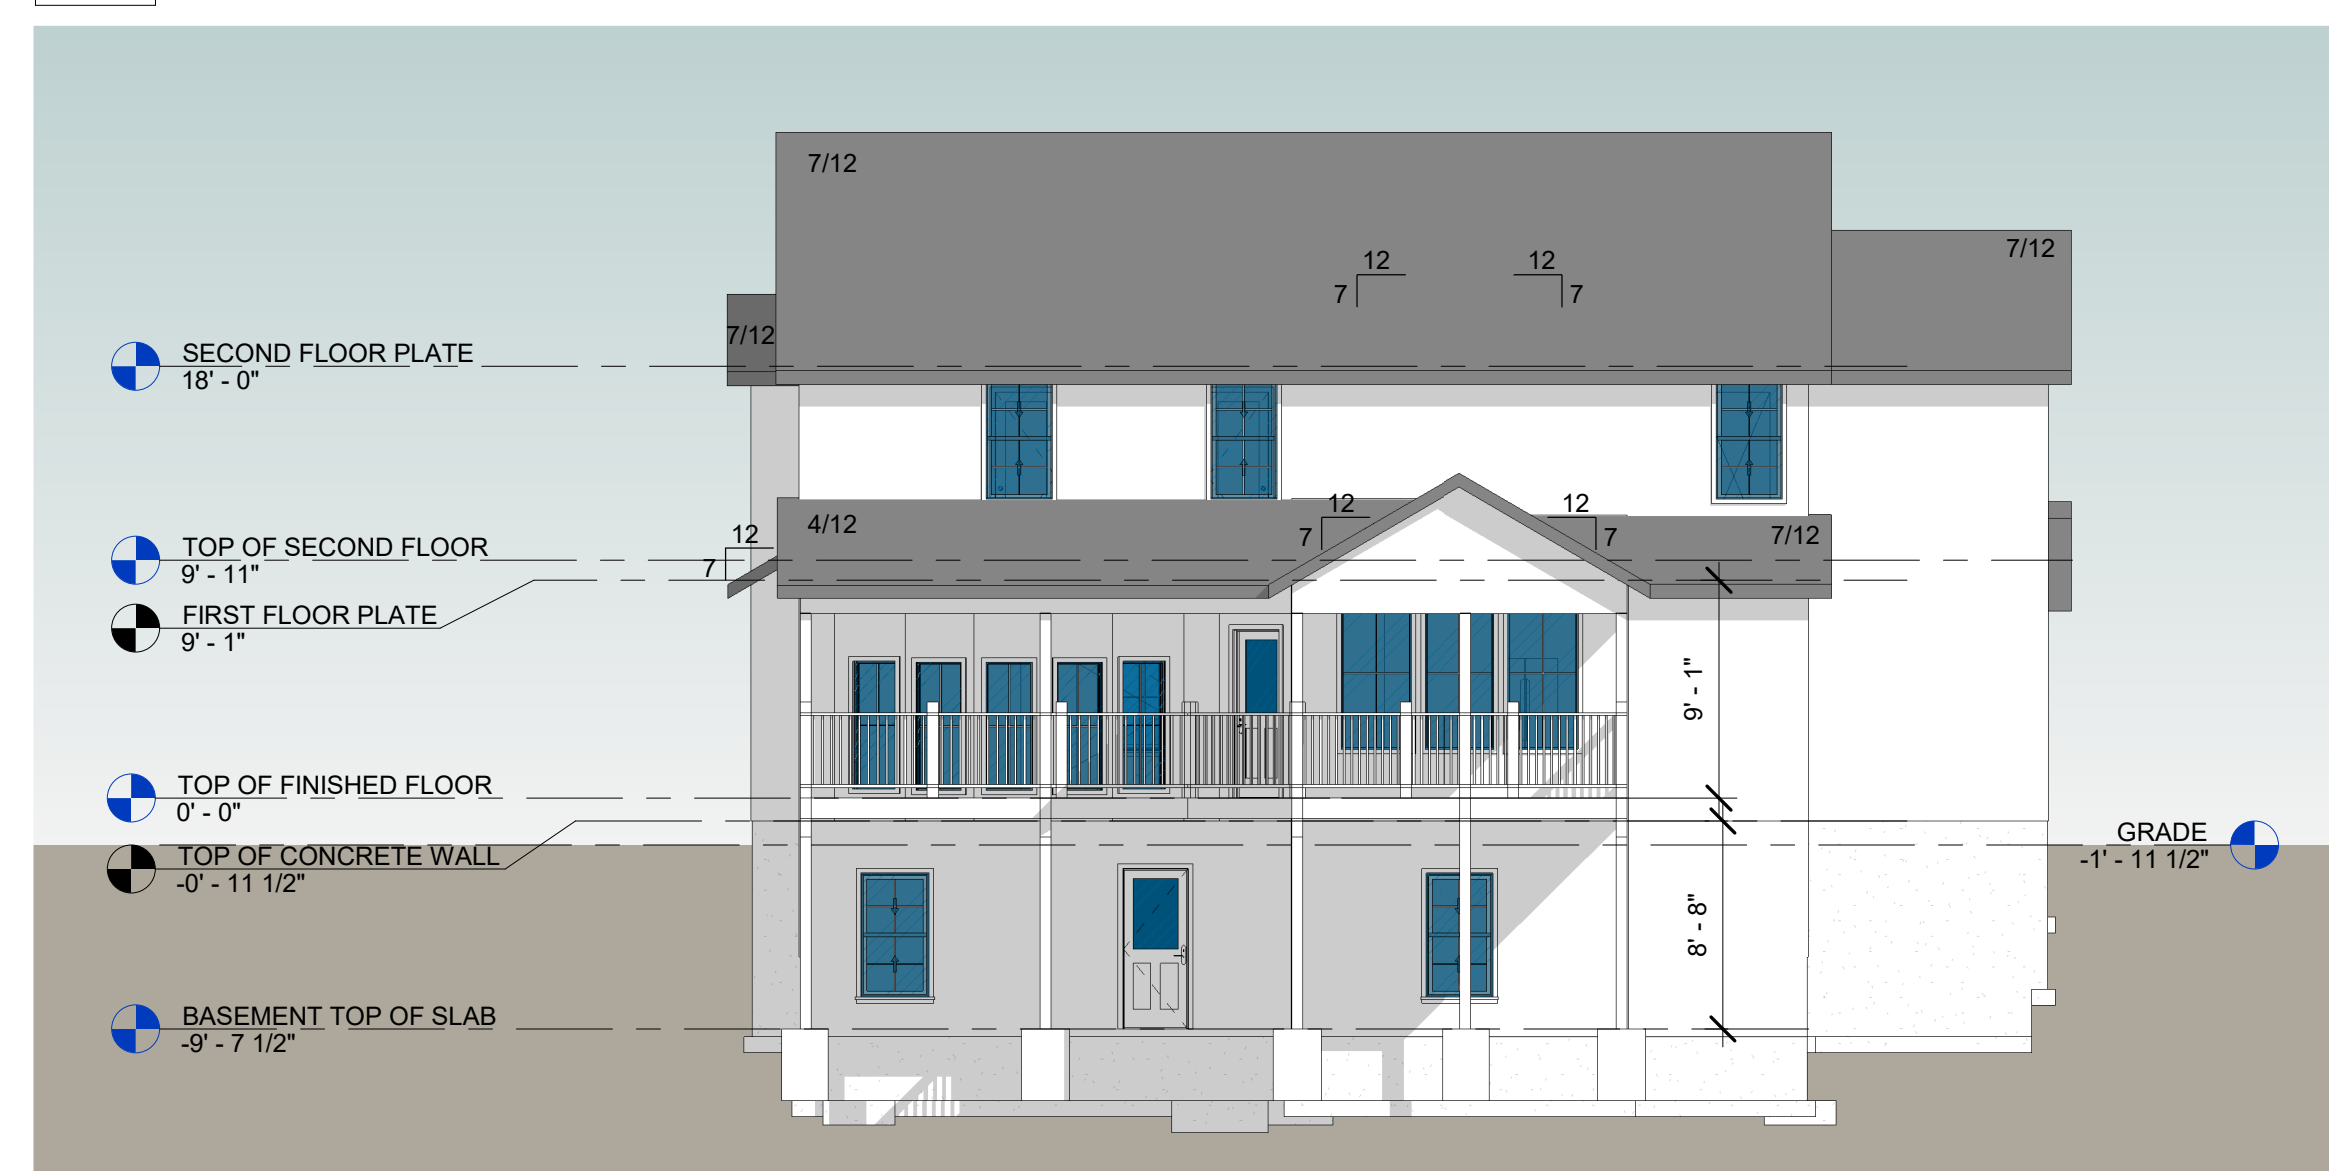 7/12
7/12
12
12
7
7
7/12
SECOND FLOOR PLATE
18' - 0"
12
12
4/12
7
7
7/12
12
7
TOP OF SECOND FLOOR
9' - 11"
FIRST FLOOR PLATE
9' - 1"
9' - 1"
TOP OF FINISHED FLOOR
0' - 0"
GRADE
-1' - 11 1/2"
TOP OF CONCRETE WALL
-0' - 11 1/2"
8' - 8"
BASEMENT TOP OF SLAB
-9' - 7 1/2"